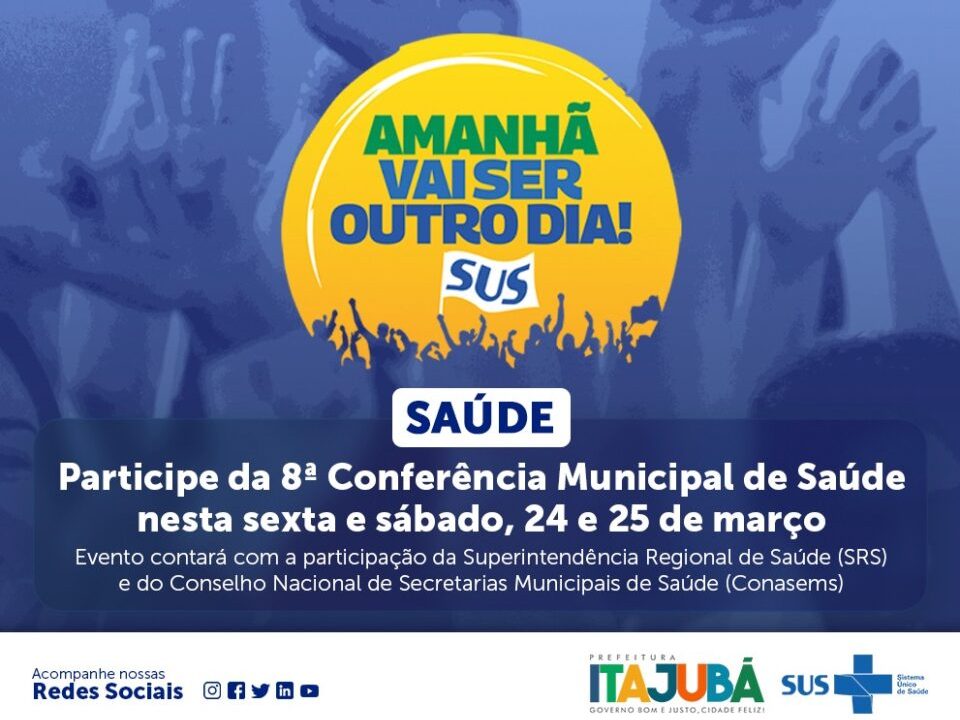 AMANHÃ
VAI SER
OUTRO DIA!
SUS
SAÚDE
Participe da 8ª Conferência Municipal de Saúde
nesta sexta e sábado, 24 e 25 de março
Evento contará com a participação da Superintendência Regional de Saúde (SRS)
e do Conselho Nacional de Secretarias Municipais de Saúde (Conasems)
Acompanhe nossas
Redes Sociais
PREFEITURA
ITAJUBÁ
GOVERNO BOM E JUSTO, CIDADE FELIZ!
SUS
Sistema
Único
de Saúde